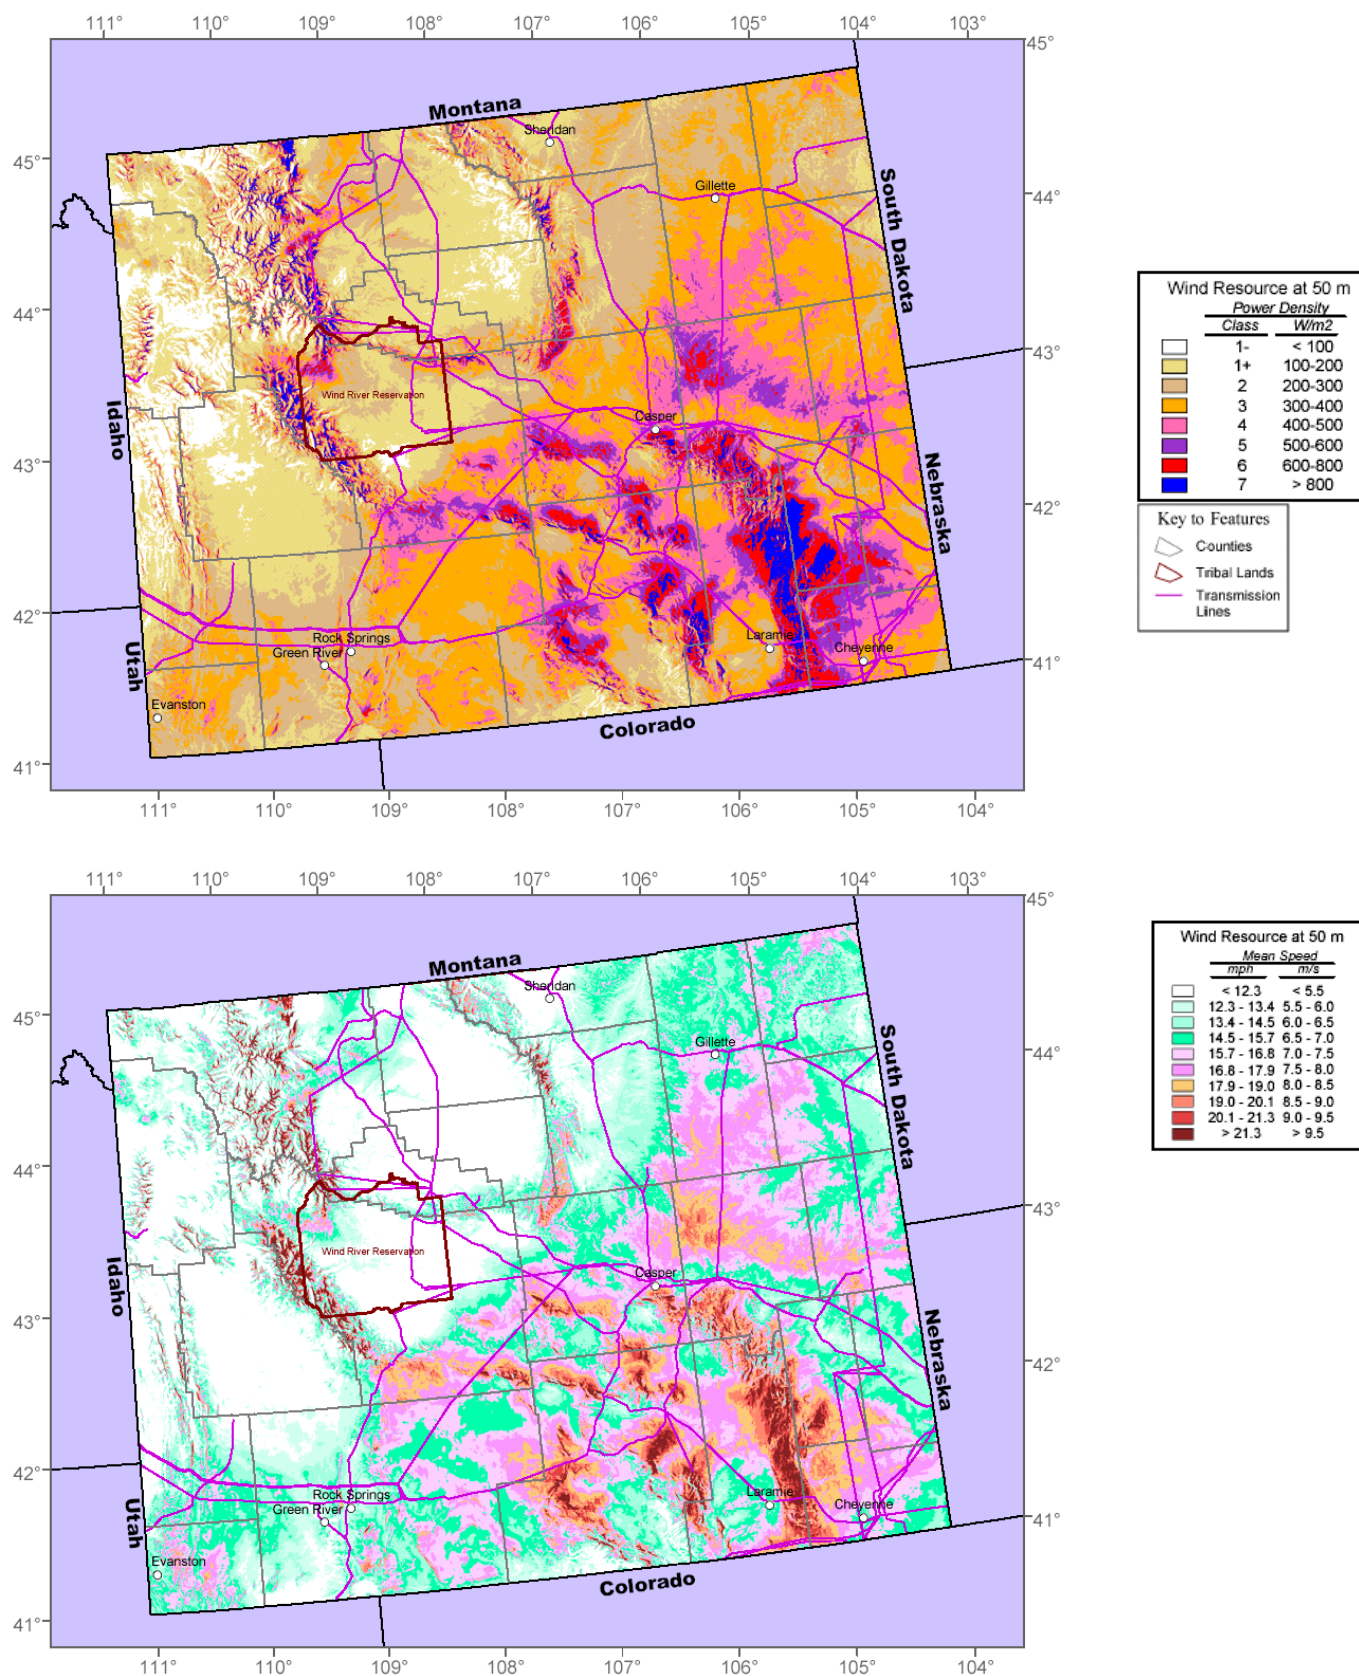 111° 110° 109° 108° 107° 106° 105° 104° 103°
45°
Montana
Sheridan
45°
Gillette
44°
South Dakota
44°
43°
Wind River Reservation
Idaho
Casper
43°
Nebraska
42°
42°
Rock Springs
Laramie
Green River
Cheyenne
41°
Utah
Evanston
Colorado
41°
111° 110° 109° 108° 107° 106° 105° 104°
Wind Resource at 50 m
Power Density
Class W/m2
1- < 100
1+ 100-200
2 200-300
3 300-400
4 400-500
5 500-600
6 600-800
7 > 800
Key to Features
Counties
Tribal Lands
Transmission
Lines
111° 110° 109° 108° 107° 106° 105° 104° 103°
45°
Montana
Sheridan
45°
Gillette
44°
South Dakota
44°
43°
Wind River Reservation
Idaho
Casper
43°
Nebraska
42°
42°
Rock Springs
Laramie
Green River
Cheyenne
41°
Utah
Evanston
Colorado
41°
111° 110° 109° 108° 107° 106° 105° 104°
Wind Resource at 50 m
Mean Speed
mph m/s
< 12.3 < 5.5
12.3 - 13.4 5.5 - 6.0
13.4 - 14.5 6.0 - 6.5
14.5 - 15.7 6.5 - 7.0
15.7 - 16.8 7.0 - 7.5
16.8 - 17.9 7.5 - 8.0
17.9 - 19.0 8.0 - 8.5
19.0 - 20.1 8.5 - 9.0
20.1 - 21.3 9.0 - 9.5
> 21.3 > 9.5